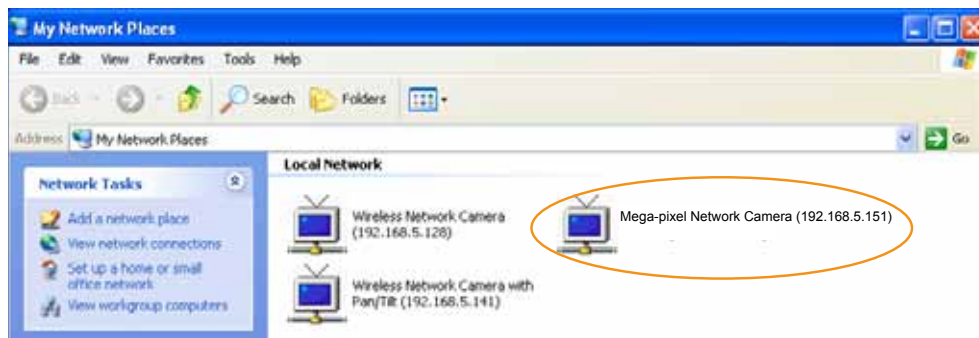 My Network Places
File Edit View Favorites Tools Help
Back Search Folders
Address My Network Places Go
Network Tasks
Add a network place
View network connections
Set up a home or small
office network
View workgroup computers
Local Network
Wireless Network Camera
(192.168.5.128)
Mega-pixel Network Camera (192.168.5.151)
Wireless Network Camera with
Pan/Tilt (192.168.5.141)